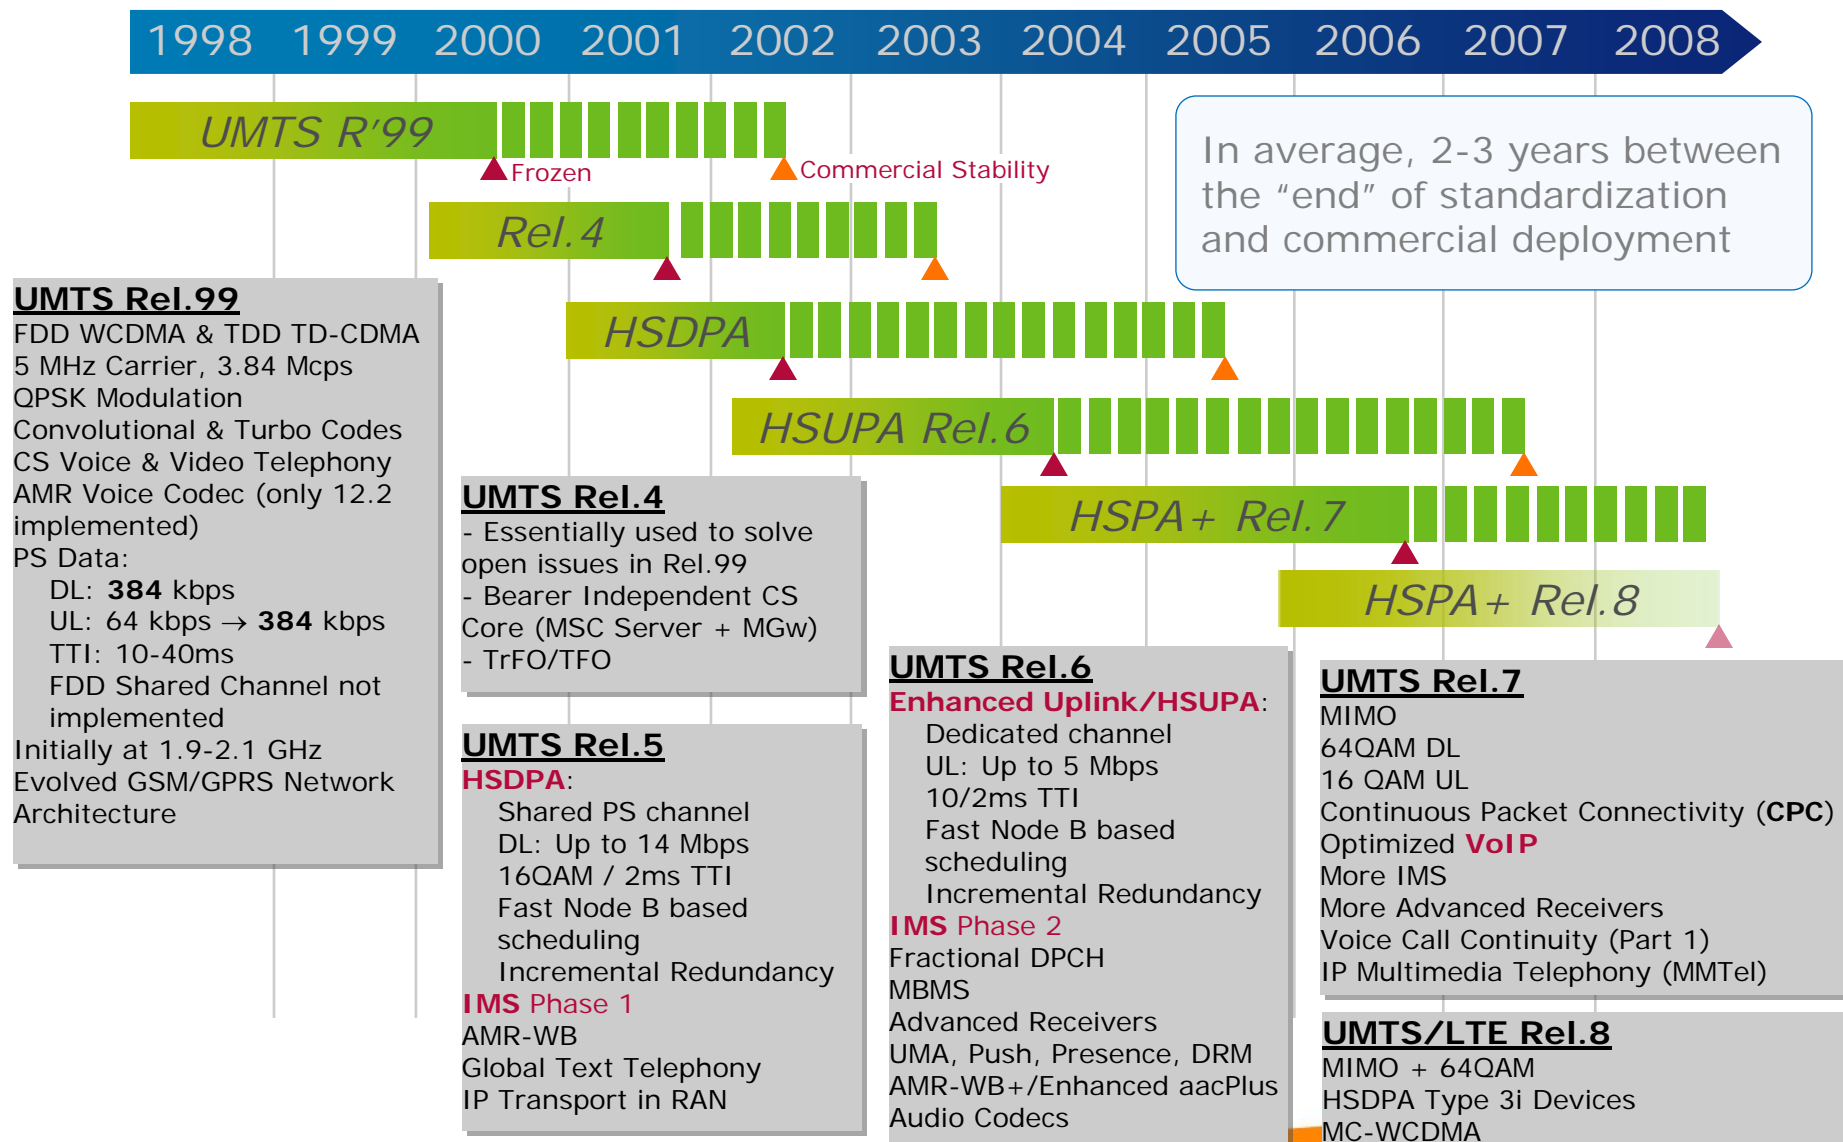 1998 1999 2000 2001 2002 2003 2004 2005 2006 2007 2008
UMTS R'99
Frozen
Commercial Stability
In average, 2-3 years between
the “end” of standardization
and commercial deployment
Rel.4
HSDPA
HSUPA Rel.6
HSPA+ Rel.7
HSPA+ Rel.8
UMTS Rel.99
FDD WCDMA & TDD TD-CDMA
5 MHz Carrier, 3.84 Mcps
QPSK Modulation
Convolutional & Turbo Codes
CS Voice & Video Telephony
AMR Voice Codec (only 12.2
implemented)
PS Data:
DL: 384 kbps
UL: 64 kbps → 384 kbps
TTI: 10-40ms
FDD Shared Channel not
implemented
Initially at 1.9-2.1 GHz
Evolved GSM/GPRS Network
Architecture
UMTS Rel.4
- Essentially used to solve
open issues in Rel.99
- Bearer Independent CS
Core (MSC Server + MGw)
- TrFO/TFO
UMTS Rel.5
HSDPA:
Shared PS channel
DL: Up to 14 Mbps
16QAM / 2ms TTI
Fast Node B based
scheduling
Incremental Redundancy
IMS Phase 1
AMR-WB
Global Text Telephony
IP Transport in RAN
UMTS Rel.6
Enhanced Uplink/HSUPA:
Dedicated channel
UL: Up to 5 Mbps
10/2ms TTI
Fast Node B based
scheduling
Incremental Redundancy
IMS Phase 2
Fractional DPCH
MBMS
Advanced Receivers
UMA, Push, Presence, DRM
AMR-WB+/Enhanced aacPlus
Audio Codecs
UMTS Rel.7
MIMO
64QAM DL
16 QAM UL
Continuous Packet Connectivity (CPC)
Optimized VoIP
More IMS
More Advanced Receivers
Voice Call Continuity (Part 1)
IP Multimedia Telephony (MMTel)
UMTS/LTE Rel.8
MIMO + 64QAM
HSDPA Type 3i Devices
MC-WCDMA